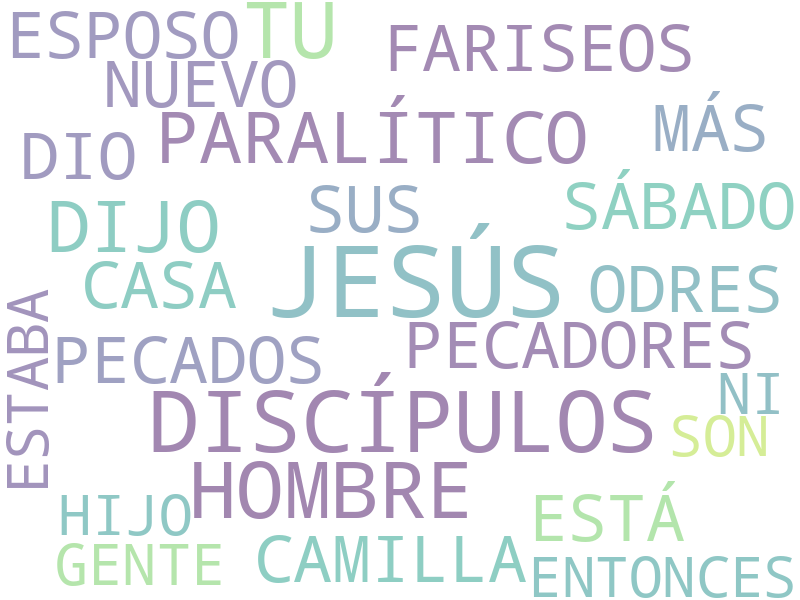 ESPOSO TU
FARISEOS
NUEVO
PARALÍTICO
MÁS
DIO
SUS
SÁBADO
DIJO
JESÚS
CASA
ODRES
ESTABA
PECADOS
PECADORES
DISCÍPULOS
NI
SON
HOMBRE
HIJO
ESTÁ
GENTE
CAMILLA
ENTONCES